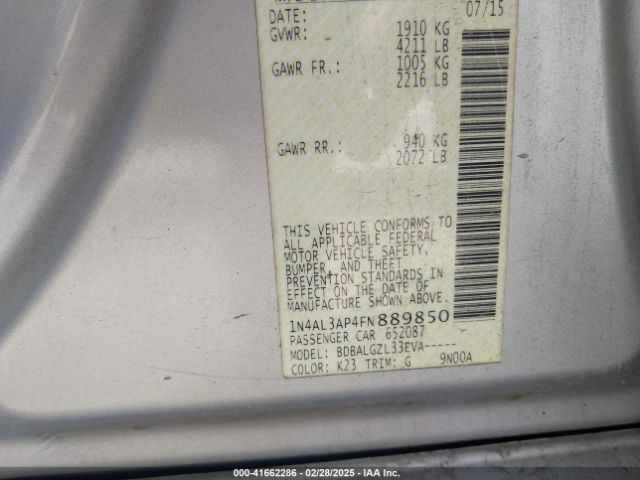 DATE: 07/15
GVWR: 1910 KG
4211 LB
GAWR FR.: 1005 KG
2216 LB
GAWR RR.: 940 KG
2072 LB
THIS VEHICLE CONFORMS TO
ALL APPLICABLE FEDERAL
MOTOR VEHICLE SAFETY,
BUMPER, AND THEFT
PREVENTION STANDARDS IN
EFFECT ON THE DATE OF
MANUFACTURE SHOWN ABOVE.
1N4AL3AP4FN889850
PASSENGER CAR 652087
MODEL: BDBALGZL33EVA-----
COLOR: K23 TRIM: G 9N00A
000-41662286 | 02/28/2025 | IAA Inc.